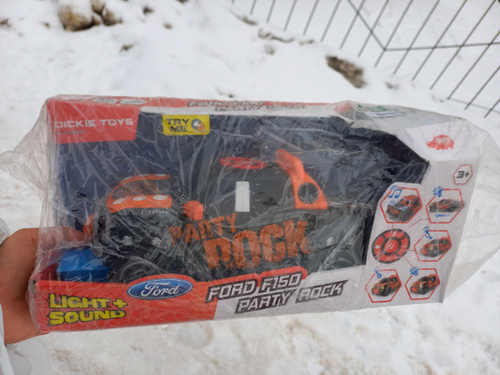 DICKIE TOYS
TRY
ME
3+
PARTY
ROCK
LIGHT+
SOUND
Ford
FORD F150
PARTY ROCK